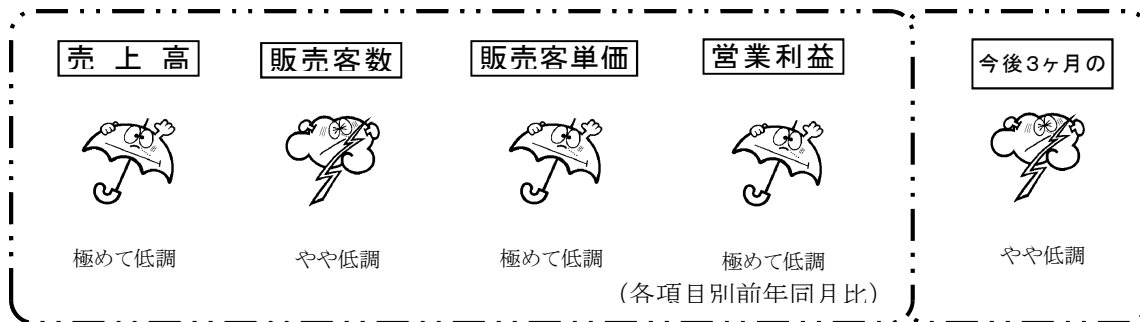 売上高 販売客数 販売客単価 営業利益 今後3ヶ月の
極めて低調 やや低調 極めて低調 極めて低調 やや低調
(各項目別前年同月比)